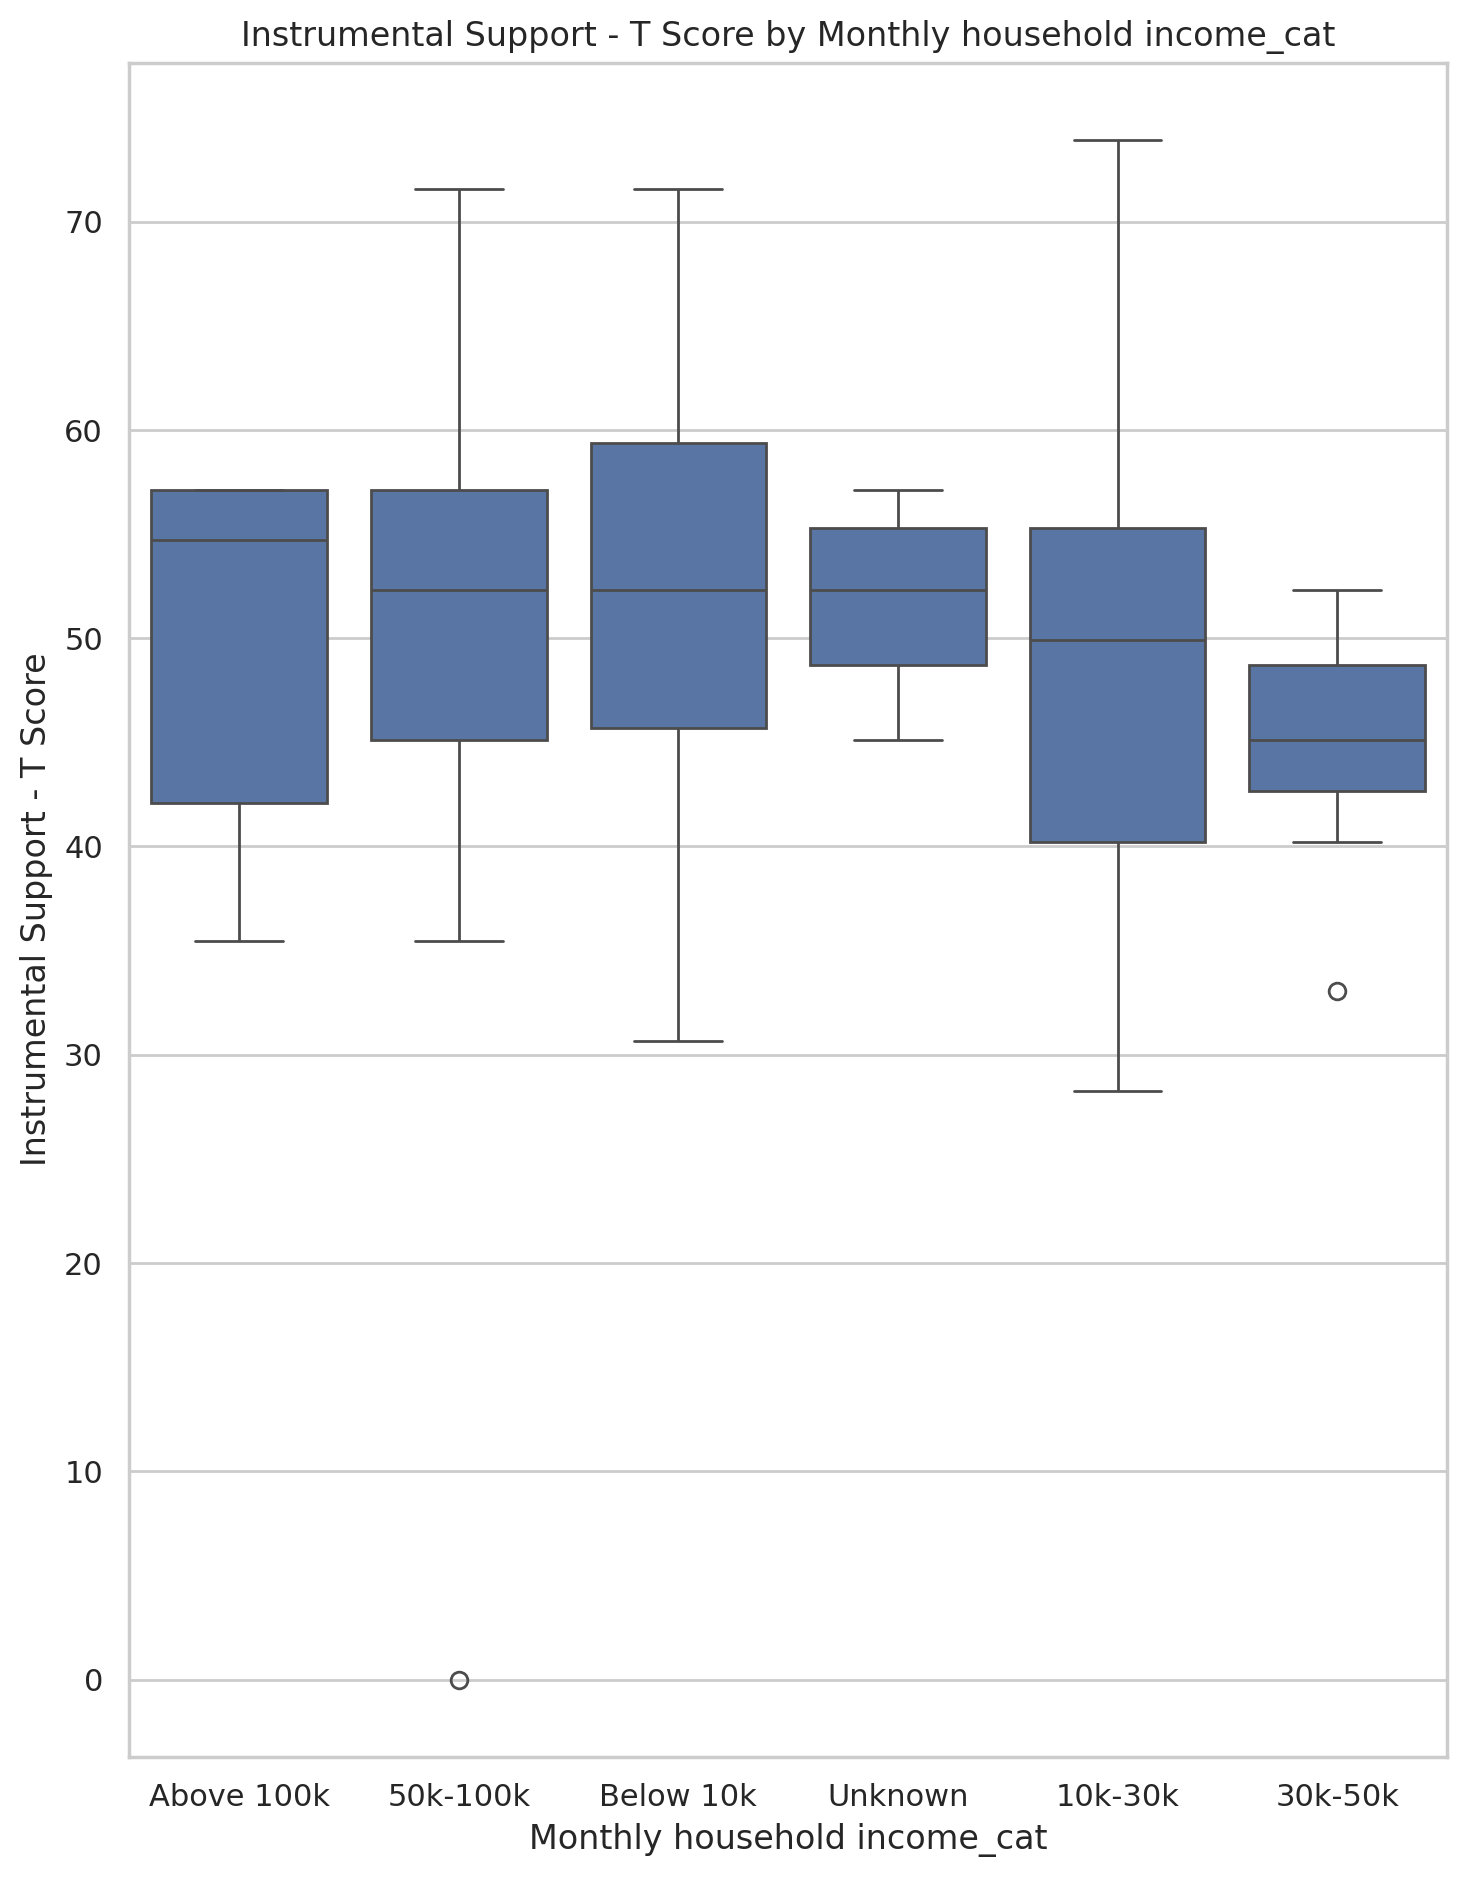 Instrumental Support - T Score by Monthly household income_cat
Instrumental Support - T Score
70
60
50
40
30
20
10
0
Above 100k 50k-100k Below 10k Unknown 10k-30k 30k-50k
Monthly household income_cat